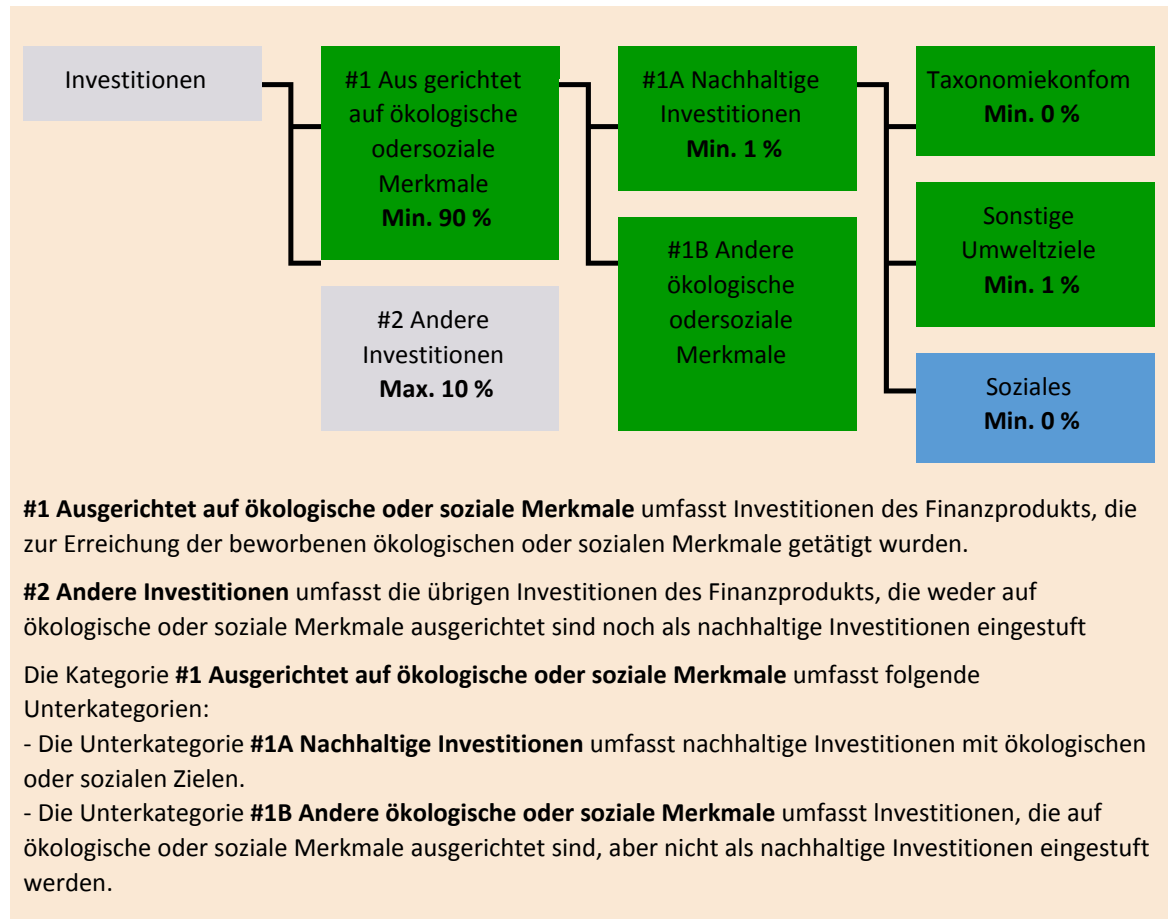 Investitionen
#1 Aus gerichtet
auf ökologische
odersoziale
Merkmale
Min. 90 %
#2 Andere
Investitionen
Max. 10 %
#1A Nachhaltige
Investitionen
Min. 1 %
#1B Andere
ökologische
odersoziale
Merkmale
Taxonomiekonfom
Min. 0 %
Sonstige
Umweltziele
Min. 1 %
Soziales
Min. 0 %
#1 Ausgerichtet auf ökologische oder soziale Merkmale umfasst Investitionen des Finanzprodukts, die
zur Erreichung der beworbenen ökologischen oder sozialen Merkmale getätigt wurden.
#2 Andere Investitionen umfasst die übrigen Investitionen des Finanzprodukts, die weder auf
ökologische oder soziale Merkmale ausgerichtet sind noch als nachhaltige Investitionen eingestuft
Die Kategorie #1 Ausgerichtet auf ökologische oder soziale Merkmale umfasst folgende
Unterkategorien:
- Die Unterkategorie #1A Nachhaltige Investitionen umfasst nachhaltige Investitionen mit ökologischen
oder sozialen Zielen.
- Die Unterkategorie #1B Andere ökologische oder soziale Merkmale umfasst lnvestitionen, die auf
ökologische oder soziale Merkmale ausgerichtet sind, aber nicht als nachhaltige Investitionen eingestuft
werden.